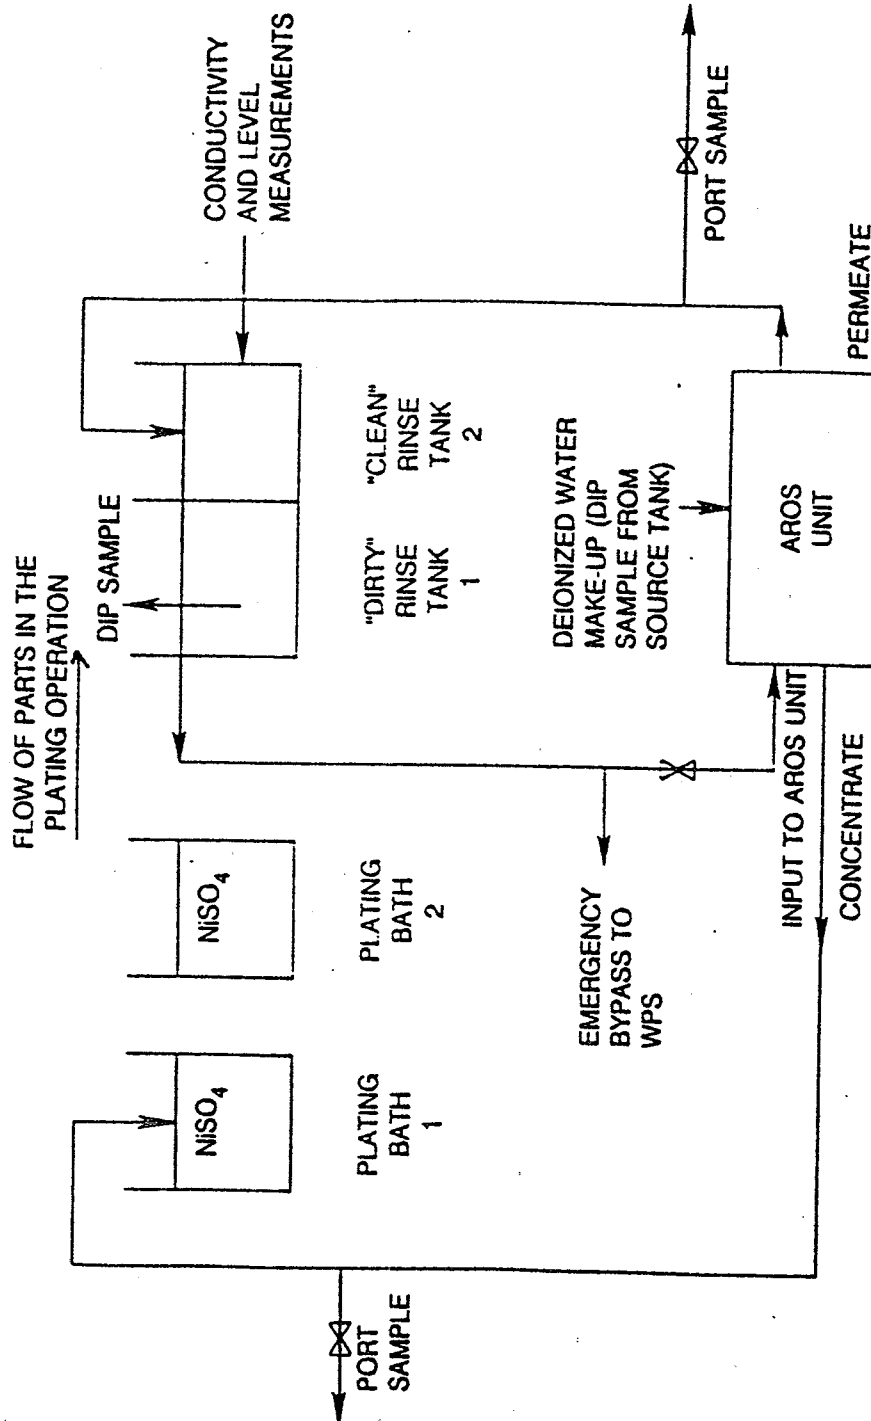 FLOW OF PARTS IN THE
PLATING OPERATION
DIP SAMPLE
CONDUCTIVITY
AND LEVEL
MEASUREMENTS
NiSO4
NiSO4
PLATING
BATH
1
PLATING
BATH
2
"DIRTY"
RINSE
TANK
1
"CLEAN"
RINSE
TANK
2
PORT
SAMPLE
EMERGENCY
BYPASS TO
WPS
DEIONIZED WATER
MAKE-UP (DIP
SAMPLE FROM
SOURCE TANK)
PORT SAMPLE
INPUT TO AROS UNIT
AROS
UNIT
CONCENTRATE
PERMEATE